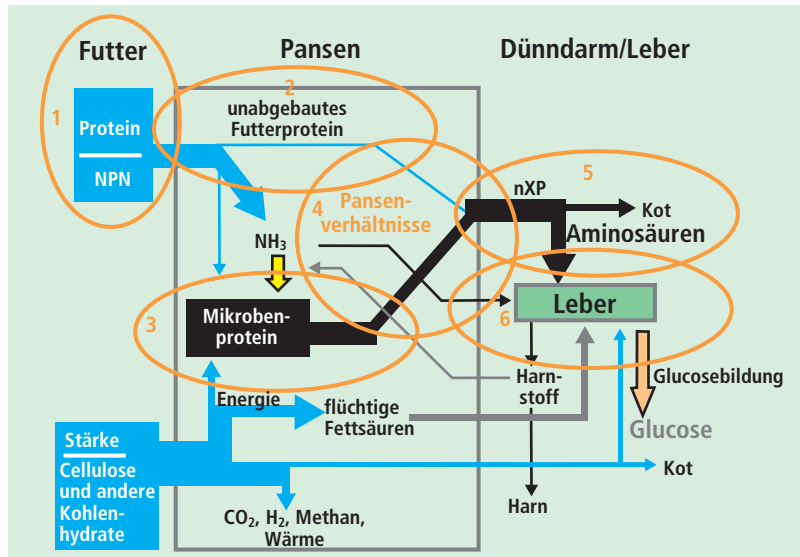 Futter
Pansen
Dünndarm/Leber
1
2
unabgebautes
Futterprotein
Protein
NPN
4
Pansen-
verhältnisse
nXP
5
Kot
Aminosäuren
NH₃
3
Mikroben-
protein
6
Leber
Energie
flüchtige
Fettsäuren
Harn-
stoff
Glucosebildung
Glucose
Stärke
Cellulose
und andere
Kohlen-
hydrate
Kot
CO₂, H₂, Methan,
Wärme
Harn